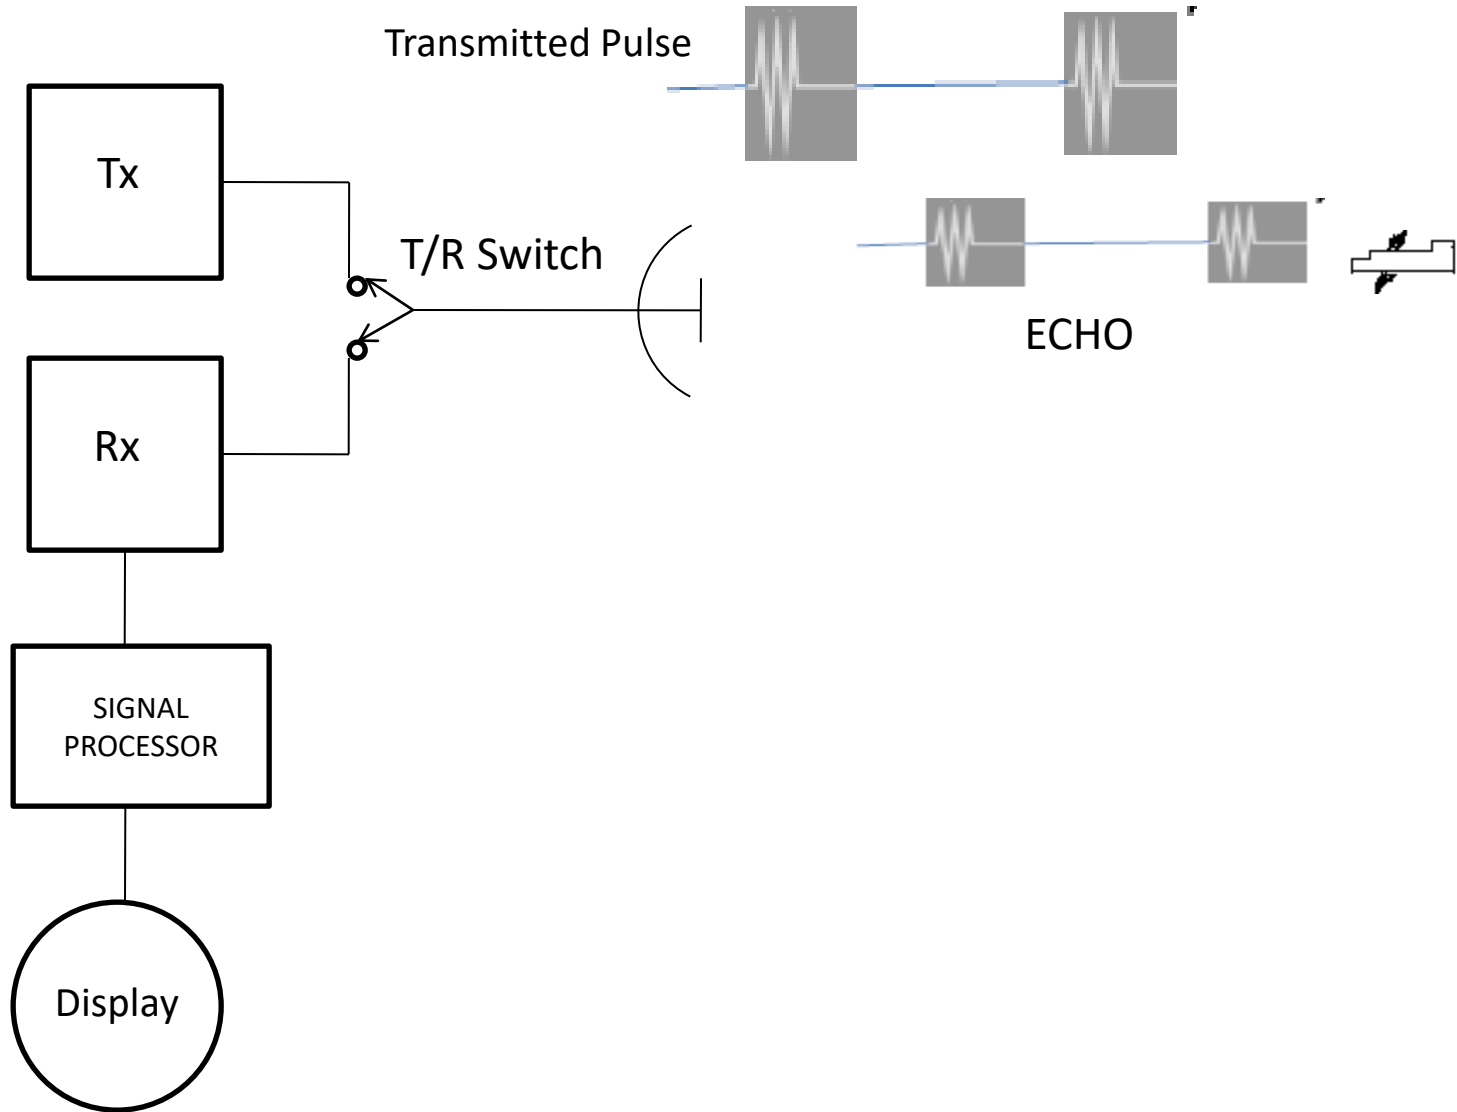 Transmitted Pulse
Tx
T/R Switch
ECHO
Rx
SIGNAL
PROCESSOR
Display